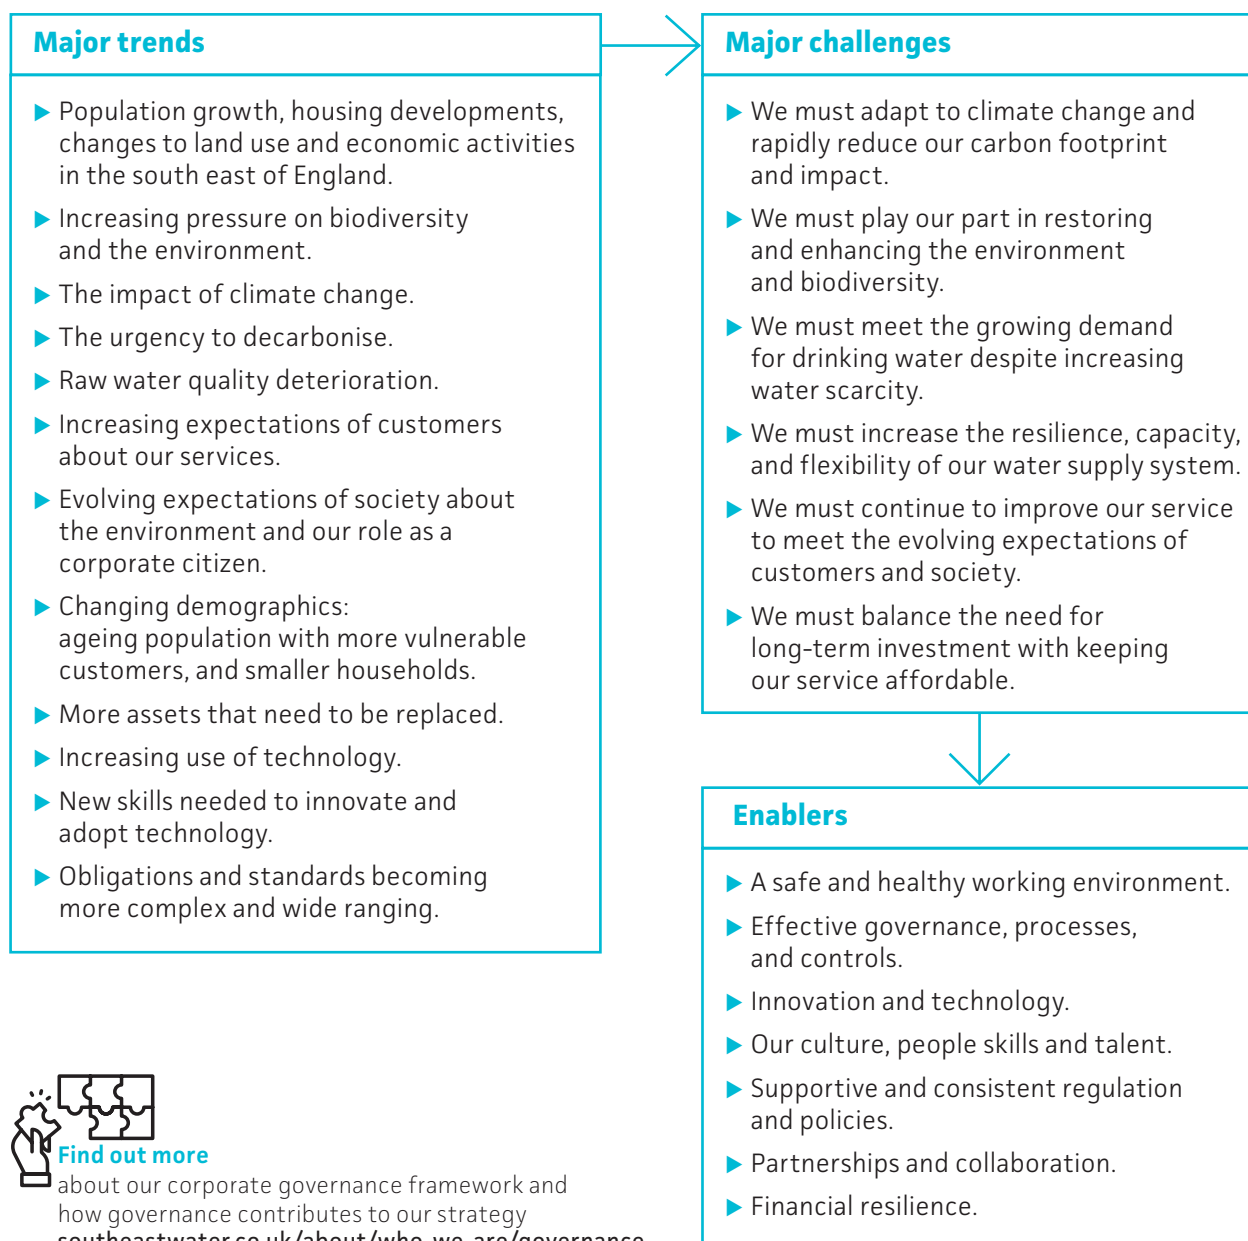 Major trends
▶ Population growth, housing developments,
changes to land use and economic activities
in the south east of England.
▶ Increasing pressure on biodiversity
and the environment.
▶ The impact of climate change.
▶ The urgency to decarbonise.
▶ Raw water quality deterioration.
▶ Increasing expectations of customers
about our services.
▶ Evolving expectations of society about
the environment and our role as a
corporate citizen.
▶ Changing demographics:
ageing population with more vulnerable
customers, and smaller households.
▶ More assets that need to be replaced.
▶ Increasing use of technology.
▶ New skills needed to innovate and
adopt technology.
▶ Obligations and standards becoming
more complex and wide ranging.
Major challenges
▶ We must adapt to climate change and
rapidly reduce our carbon footprint
and impact.
▶ We must play our part in restoring
and enhancing the environment
and biodiversity.
▶ We must meet the growing demand
for drinking water despite increasing
water scarcity.
▶ We must increase the resilience, capacity,
and flexibility of our water supply system.
▶ We must continue to improve our service
to meet the evolving expectations of
customers and society.
▶ We must balance the need for
long-term investment with keeping
our service affordable.
Enablers
▶ A safe and healthy working environment.
▶ Effective governance, processes,
and controls.
▶ Innovation and technology.
▶ Our culture, people skills and talent.
▶ Supportive and consistent regulation
and policies.
▶ Partnerships and collaboration.
▶ Financial resilience.
Find out more
about our corporate governance framework and
how governance contributes to our strategy
southeastwater.co.uk/about/who-we-are/governance